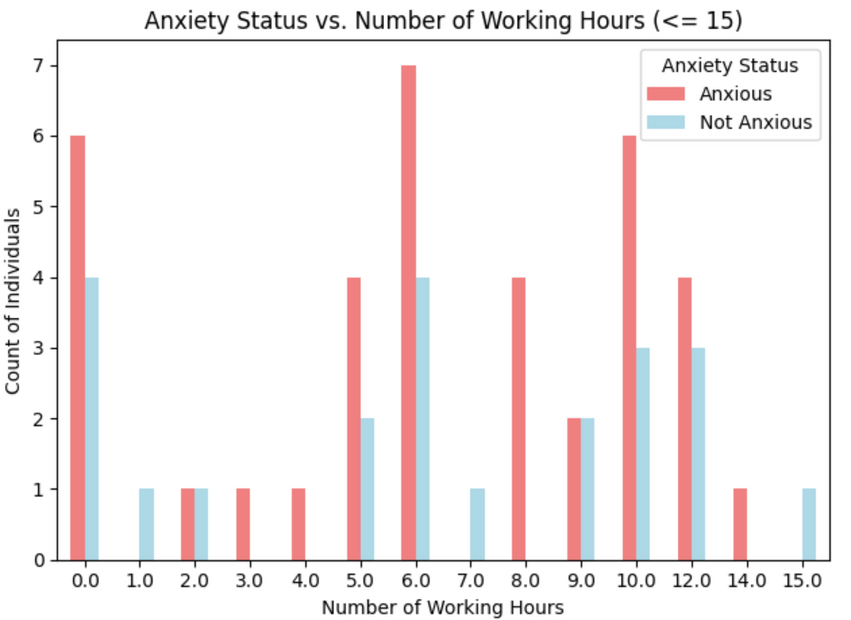 Anxiety Status vs. Number of Working Hours (<= 15)
Anxiety Status
Anxious
Not Anxious
Count of Individuals
7
6
5
4
3
2
1
0
0.0 1.0 2.0 3.0 4.0 5.0 6.0 7.0 8.0 9.0 10.0 12.0 14.0 15.0
Number of Working Hours